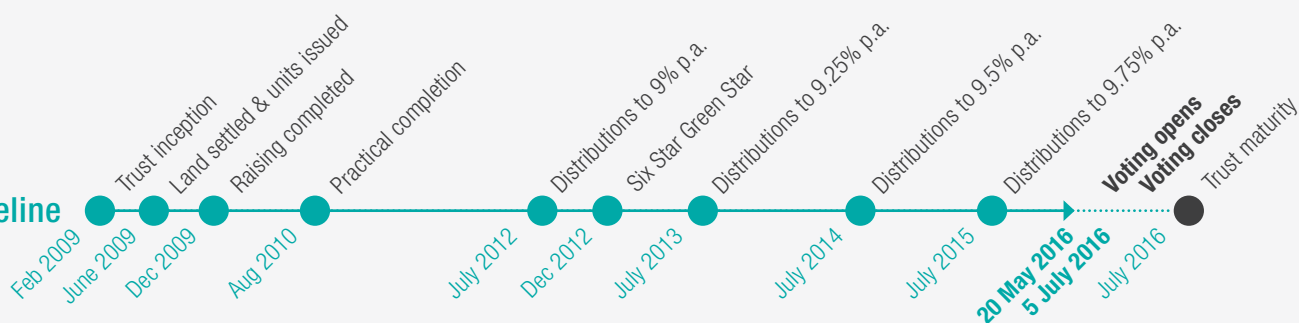 eline
Trust inception
Land settled & units issued
Raising completed
Practical completion
Distributions to 9% p.a.
Six Star Green Star
Distributions to 9.25% p.a.
Distributions to 9.5% p.a.
Distributions to 9.75% p.a.
Voting opens
Voting closes
Trust maturity
Feb 2009
June 2009
Dec 2009
Aug 2010
July 2012
Dec 2012
July 2013
July 2014
July 2015
20 May 2016
5 July 2016
July 2016